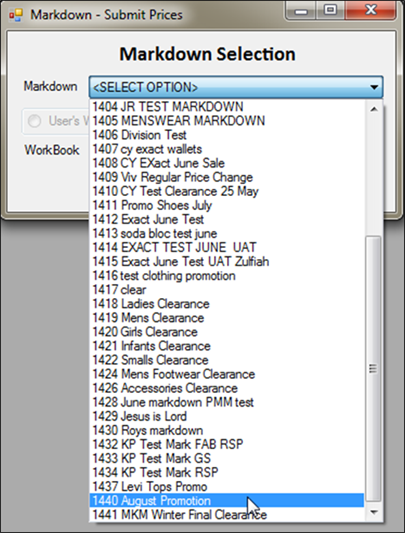 Markdown - Submit Prices
Markdown Selection
Markdown <SELECT OPTION>
User's W
WorkBook
1404 JR TEST MARKDOWN
1405 MENSWEAR MARKDOWN
1406 Division Test
1407 cy exact wallets
1408 CY EXact June Sale
1409 Viv Regular Price Change
1410 CY Test Clearance 25 May
1411 Promo Shoes July
1412 Exact June Test
1413 soda bloc test june
1414 EXACT TEST JUNE  UAT
1415 Exact June Test UAT Zulfiah
1416 test clothing promotion
1417 clear
1418 Ladies Clearance
1419 Mens Clearance
1420 Girls Clearance
1421 Infants Clearance
1422 Smalls Clearance
1424 Mens Footwear Clearance
1426 Accessories Clearance
1428 June markdown PMM test
1429 Jesus is Lord
1430 Roys markdown
1432 KP Test Mark FAB RSP
1433 KP Test Mark GS
1434 KP Test Mark RSP
1437 Levi Tops Promo
1440 August Promotion
1441 MKM Winter Final Clearance